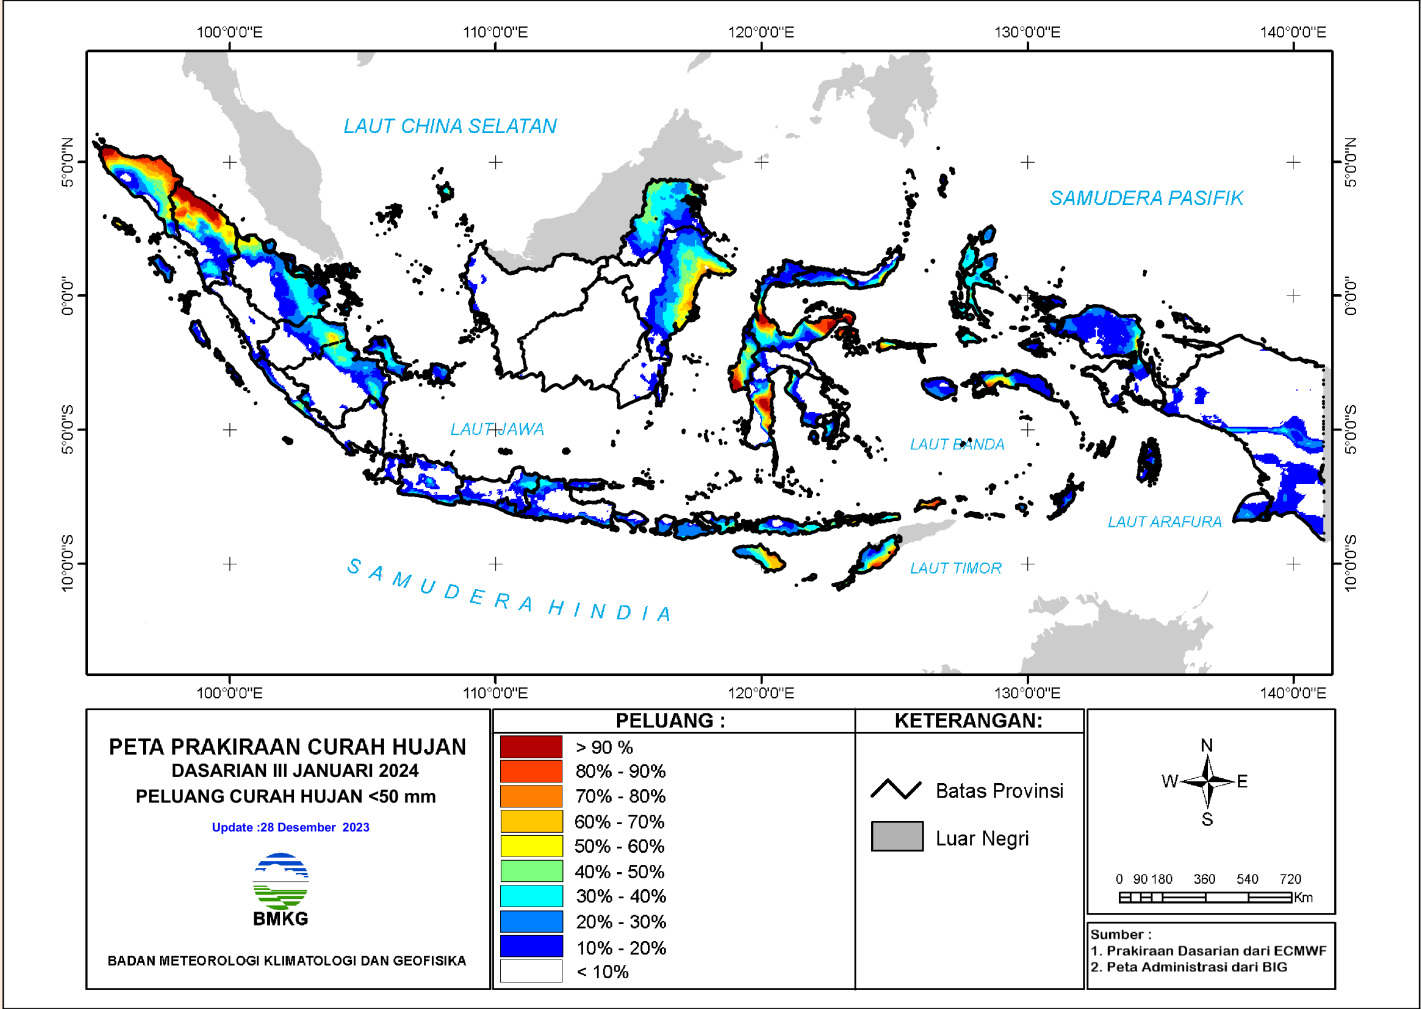 100°0'0"E 110°0'0"E 120°0'0"E 130°0'0"E 140°0'0"E
5°0'0"N 5°0'0"N
0°0'0" 0°0'0"
5°0'0"S 5°0'0"S
10°0'0"S 10°0'0"S
LAUT CHINA SELATAN
SAMUDERA PASIFIK
LAUT JAWA
LAUT BANDA
LAUT ARAFURA
LAUT TIMOR
SAMUDERA HINDIA
100°0'0"E 110°0'0"E 120°0'0"E 130°0'0"E 140°0'0"E
PETA PRAKIRAAN CURAH HUJAN
DASARIAN III JANUARI 2024
PELUANG CURAH HUJAN <50 mm
Update :28 Desember 2023
BMKG
BADAN METEOROLOGI KLIMATOLOGI DAN GEOFISIKA
PELUANG :
> 90 %
80% - 90%
70% - 80%
60% - 70%
50% - 60%
40% - 50%
30% - 40%
20% - 30%
10% - 20%
< 10%
KETERANGAN:
Batas Provinsi
Luar Negri
N
W E
S
0 90 180 360 540 720
Km
Sumber :
1. Prakiraan Dasarian dari ECMWF
2. Peta Administrasi dari BIG